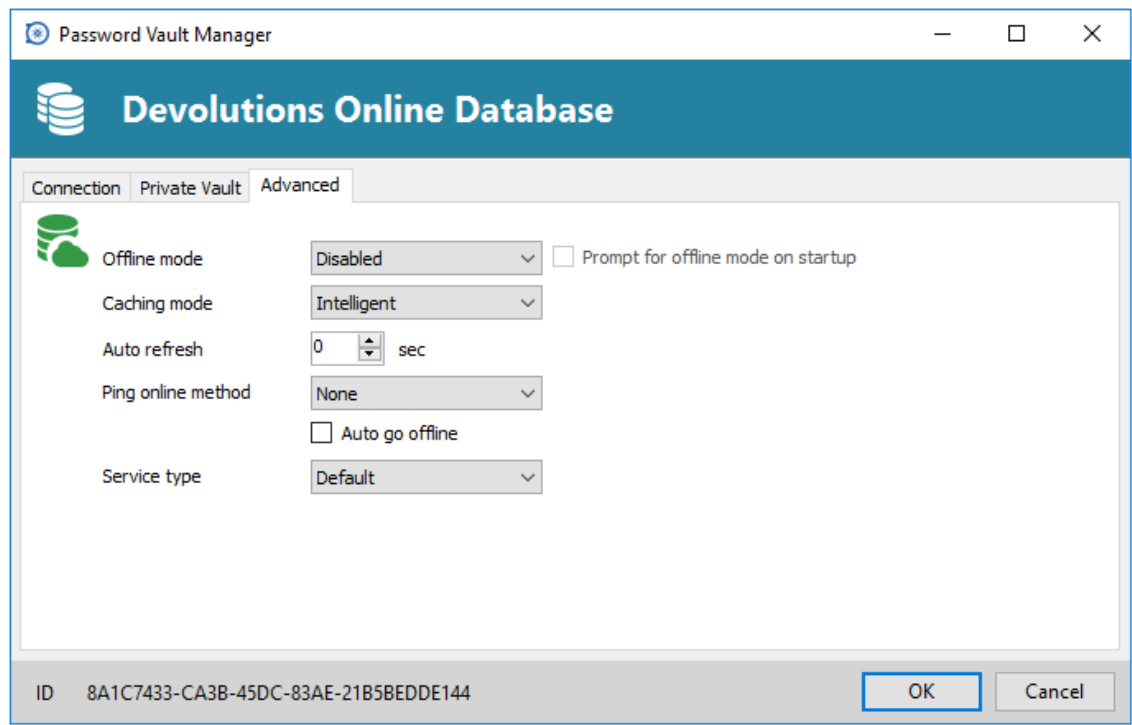 Password Vault Manager
Devolutions Online Database
Connection Private Vault Advanced
Offline mode Disabled Prompt for offline mode on startup
Caching mode Intelligent
Auto refresh 0 sec
Ping online method None
Auto go offline
Service type Default
ID 8A1C7433-CA3B-45DC-83AE-21B5BEDDE144 OK Cancel